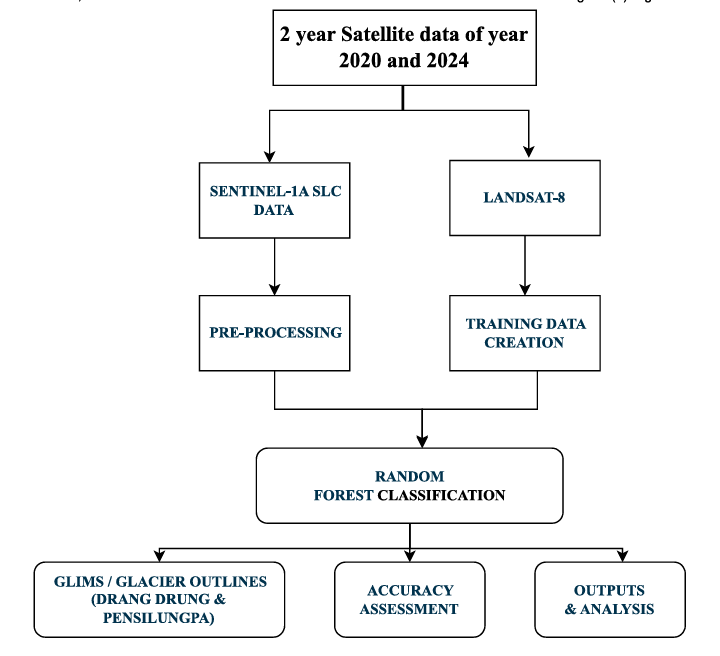 2 year Satellite data of year
2020 and 2024
SENTINEL-1A SLC
DATA
LANDSAT-8
PRE-PROCESSING
TRAINING DATA
CREATION
RANDOM
FOREST CLASSIFICATION
GLIMS / GLACIER OUTLINES
(DRANG DRUNG &
PENSILUNGPA)
ACCURACY
ASSESSMENT
OUTPUTS
& ANALYSIS